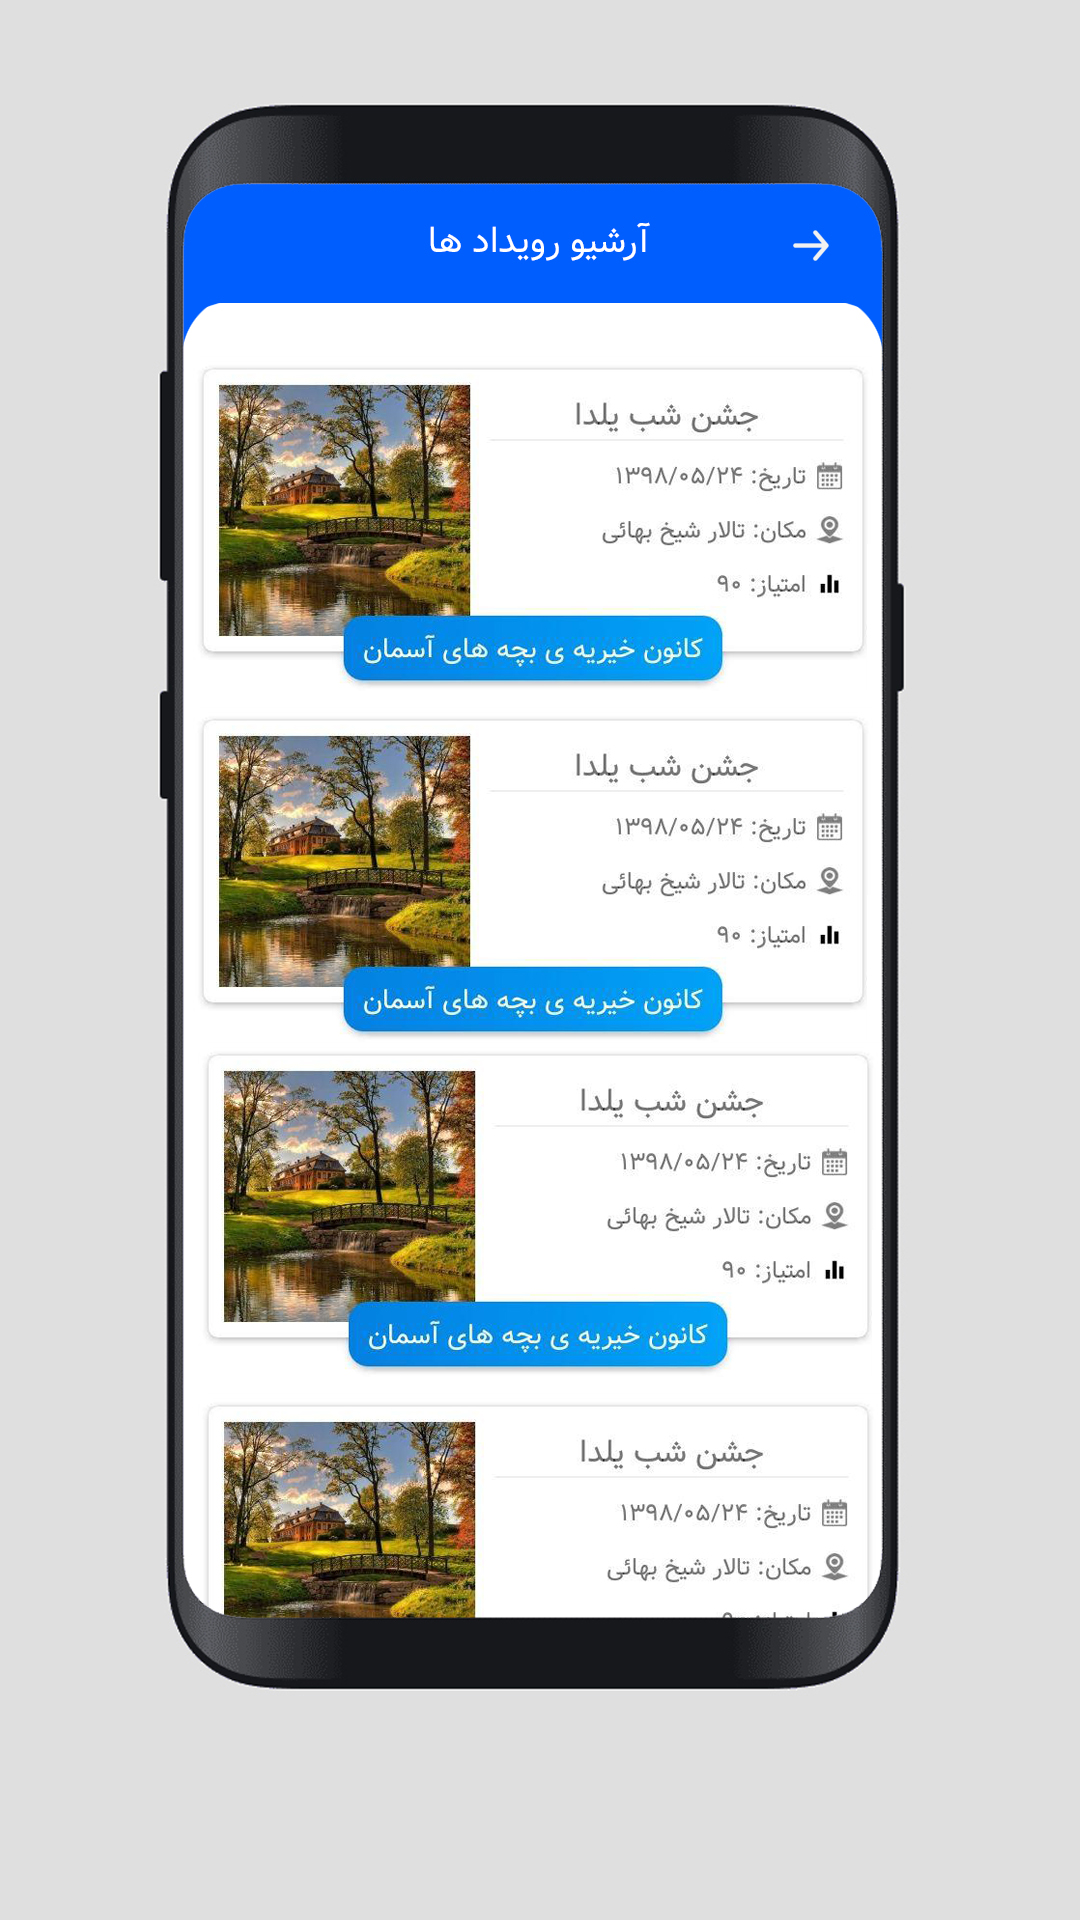 آرشیو رویداد ها
جشن شب یلدا
تاریخ: ۱۳۹۸/۰۵/۲۴
مکان: تالار شیخ بهائی
امتیاز: ۹۰
کانون خیریه ی بچه های آسمان
جشن شب یلدا
تاریخ: ۱۳۹۸/۰۵/۲۴
مکان: تالار شیخ بهائی
امتیاز: ۹۰
کانون خیریه ی بچه های آسمان
جشن شب یلدا
تاریخ: ۱۳۹۸/۰۵/۲۴
مکان: تالار شیخ بهائی
امتیاز: ۹۰
کانون خیریه ی بچه های آسمان
جشن شب یلدا
تاریخ: ۱۳۹۸/۰۵/۲۴
مکان: تالار شیخ بهائی